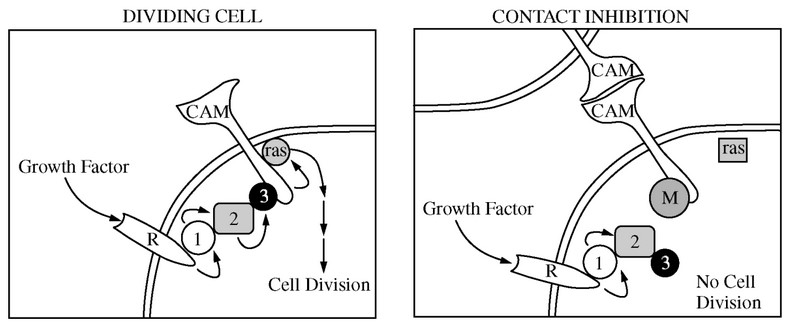 DIVIDING CELL
CAM
ras
Growth Factor
3
2
R
1
Cell Division
CONTACT INHIBITION
CAM
CAM
ras
M
Growth Factor
2
R
1
3
No Cell
Division